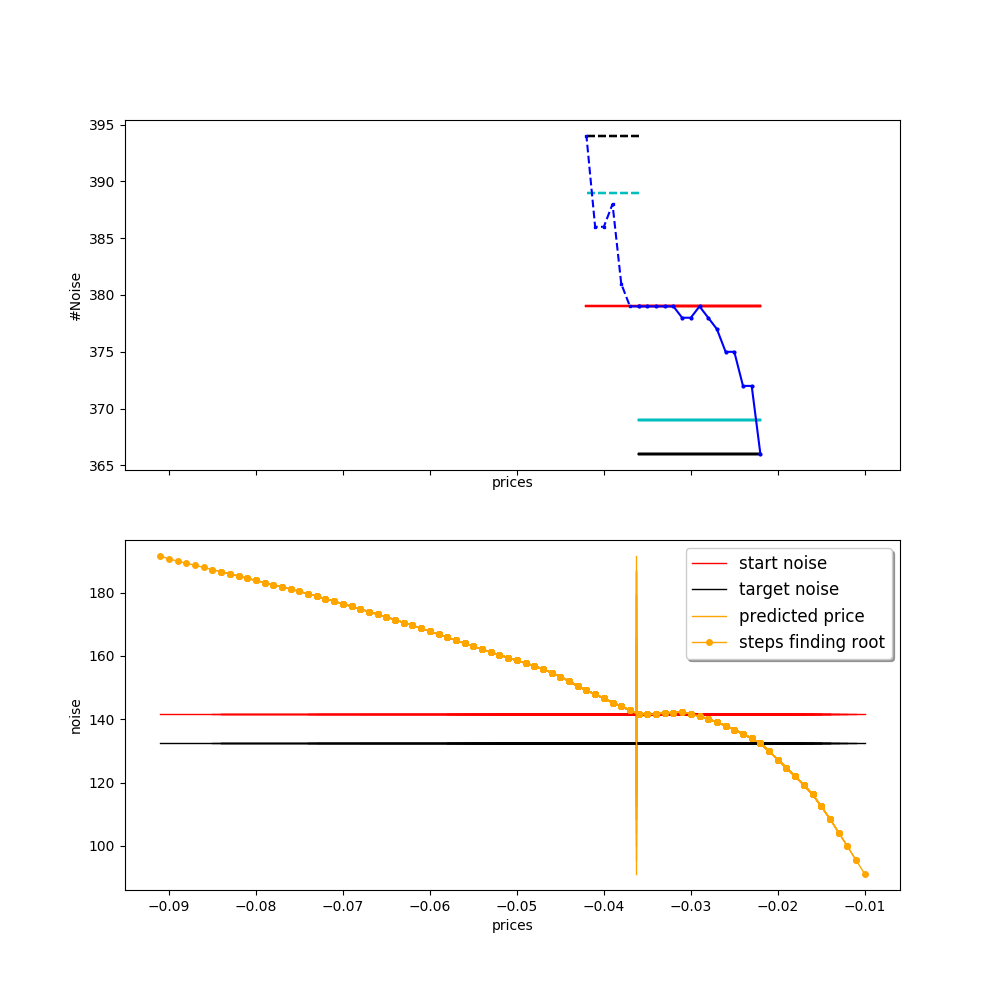 395
390
385
380
375
370
365
#Noise
prices
180
160
140
120
100
noise
start noise
target noise
predicted price
steps finding root
−0.09 −0.08 −0.07 −0.06 −0.05 −0.04 −0.03 −0.02 −0.01
prices